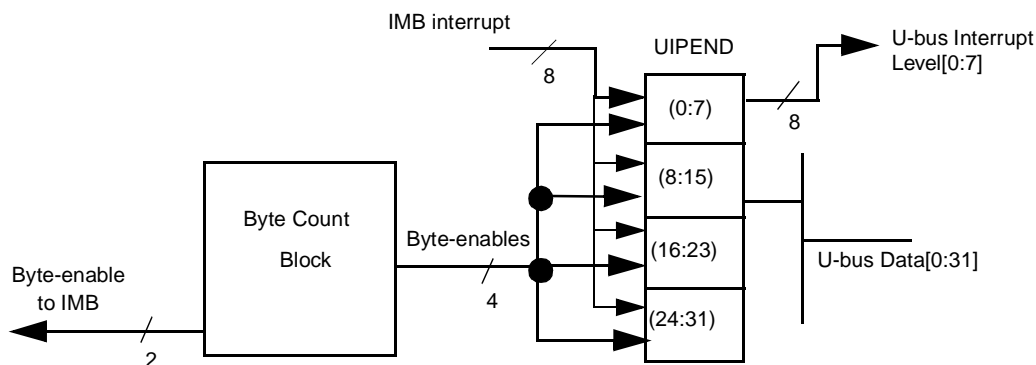 IMB interrupt
8
UIPEND
U-bus Interrupt
Level[0:7]
8
(0:7)
(8:15)
(16:23)
(24:31)
Byte Count
Block
Byte-enables
4
U-bus Data[0:31]
Byte-enable
to IMB
2